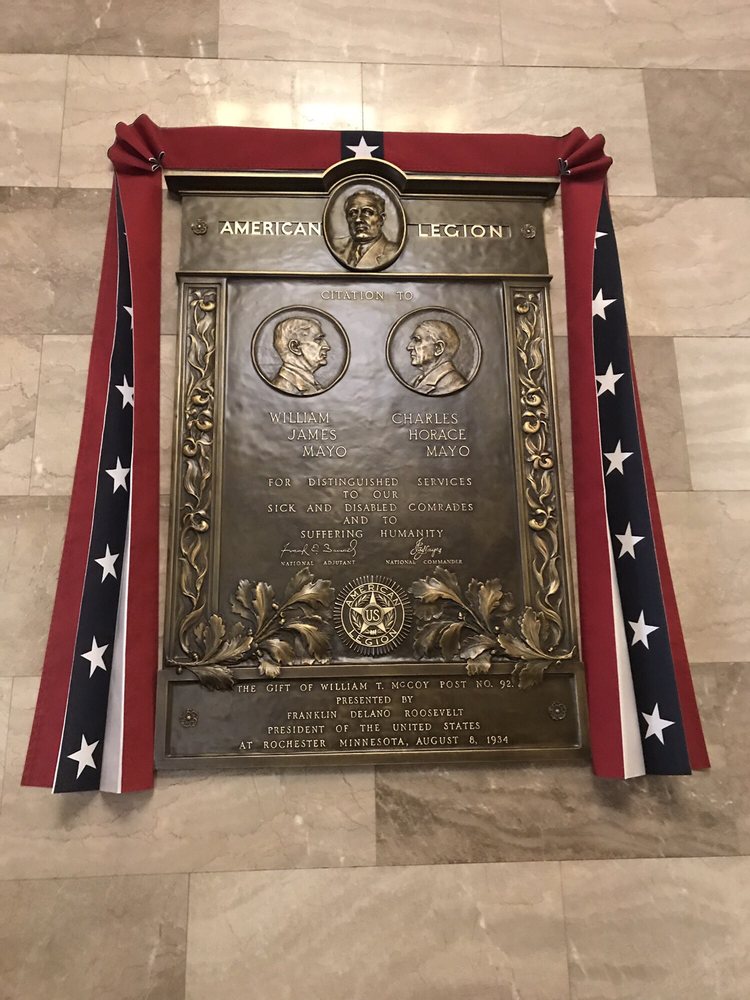 AMERICAN LEGION
CITATION TO
WILLIAM JAMES MAYO
CHARLES HORACE MAYO
FOR DISTINGUISHED SERVICES
TO OUR
SICK AND DISABLED COMRADES
AND TO
SUFFERING HUMANITY
NATIONAL ADJUTANT NATIONAL COMMANDER
AMERICAN
US
LEGION
THE GIFT OF WILLIAM T. McCOY POST NO. 92.
PRESENTED BY
FRANKLIN DELANO ROOSEVELT
PRESIDENT OF THE UNITED STATES
AT ROCHESTER MINNESOTA, AUGUST 8, 1934